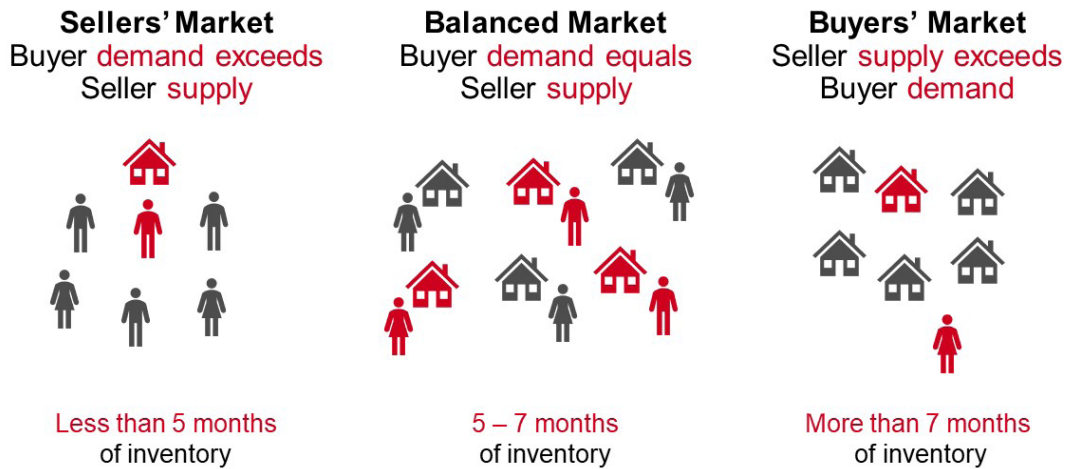 Sellers' Market
Buyer demand exceeds
Seller supply
Balanced Market
Buyer demand equals
Seller supply
Buyers' Market
Seller supply exceeds
Buyer demand
Less than 5 months
of inventory
5 – 7 months
of inventory
More than 7 months
of inventory